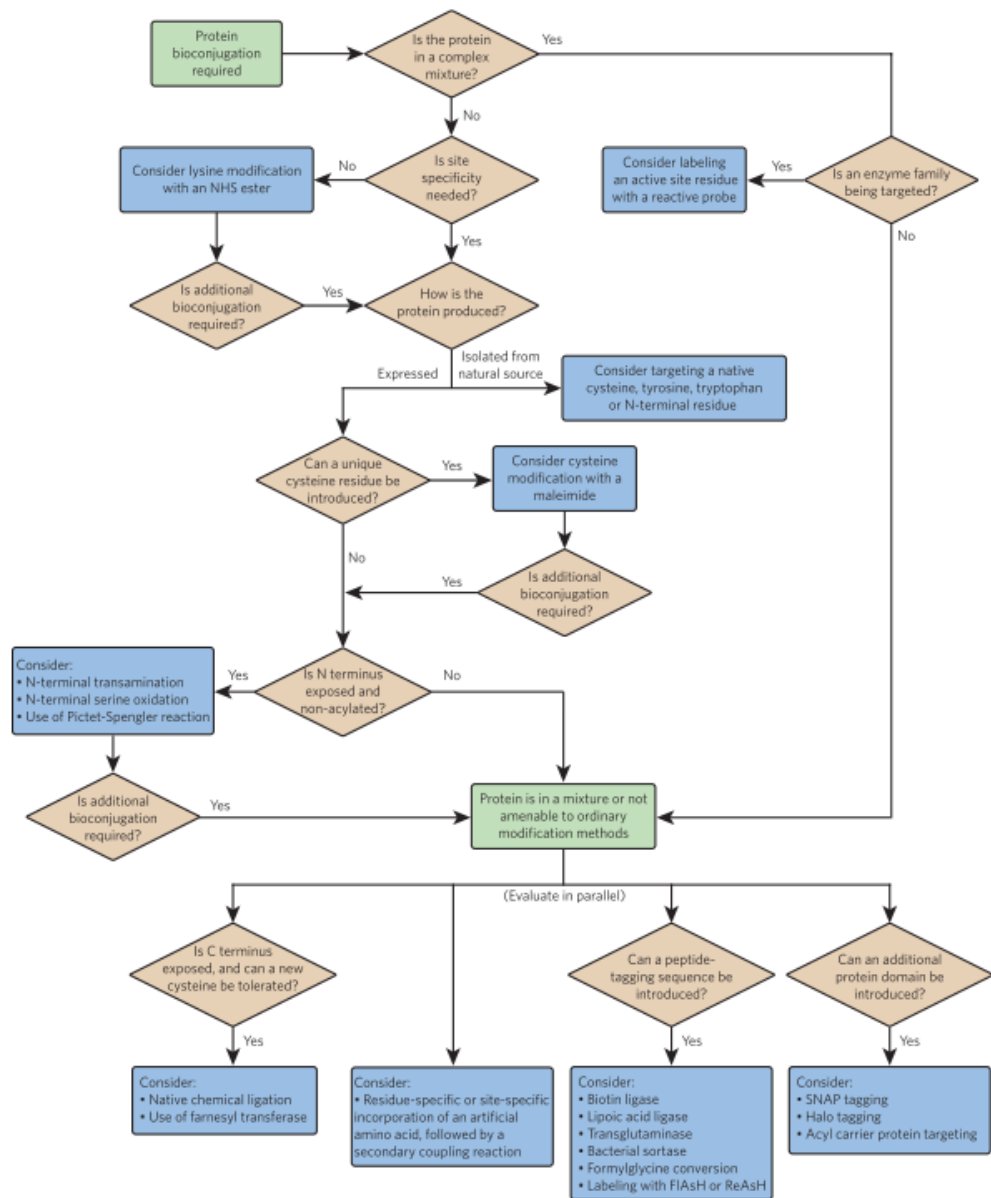 Protein
bioconjugation
required
Is the protein
in a complex
mixture?
Yes
No
Consider lysine modification
with an NHS ester
No
Is site
specificity
needed?
Consider labeling
an active site residue
with a reactive probe
Yes
Is an enzyme family
being targeted?
Yes
No
Is additional
bioconjugation
required?
Yes
How is the
protein produced?
Expressed
Isolated from
natural source
Consider targeting a native
cysteine, tyrosine, tryptophan
or N-terminal residue
Can a unique
cysteine residue be
introduced?
Yes
Consider cysteine
modification with a
maleimide
No
Yes
Is additional
bioconjugation
required?
Consider:
• N-terminal transamination
• N-terminal serine oxidation
• Use of Pictet-Spengler reaction
Yes
Is N terminus
exposed and
non-acylated?
No
Is additional
bioconjugation
required?
Yes
Protein is in a mixture or not
amenable to ordinary
modification methods
(Evaluate in parallel)
Is C terminus
exposed, and can a new
cysteine be tolerated?
Can a peptide-
tagging sequence be
introduced?
Can an additional
protein domain be
introduced?
Yes
Yes
Yes
Consider:
• Native chemical ligation
• Use of farnesyl transferase
Consider:
• Residue-specific or site-specific
incorporation of an artificial
amino acid, followed by a
secondary coupling reaction
Consider:
• Biotin ligase
• Lipoic acid ligase
• Transglutaminase
• Bacterial sortase
• Formylglycine conversion
• Labeling with FlAsH or ReAsH
Consider:
• SNAP tagging
• Halo tagging
• Acyl carrier protein targeting